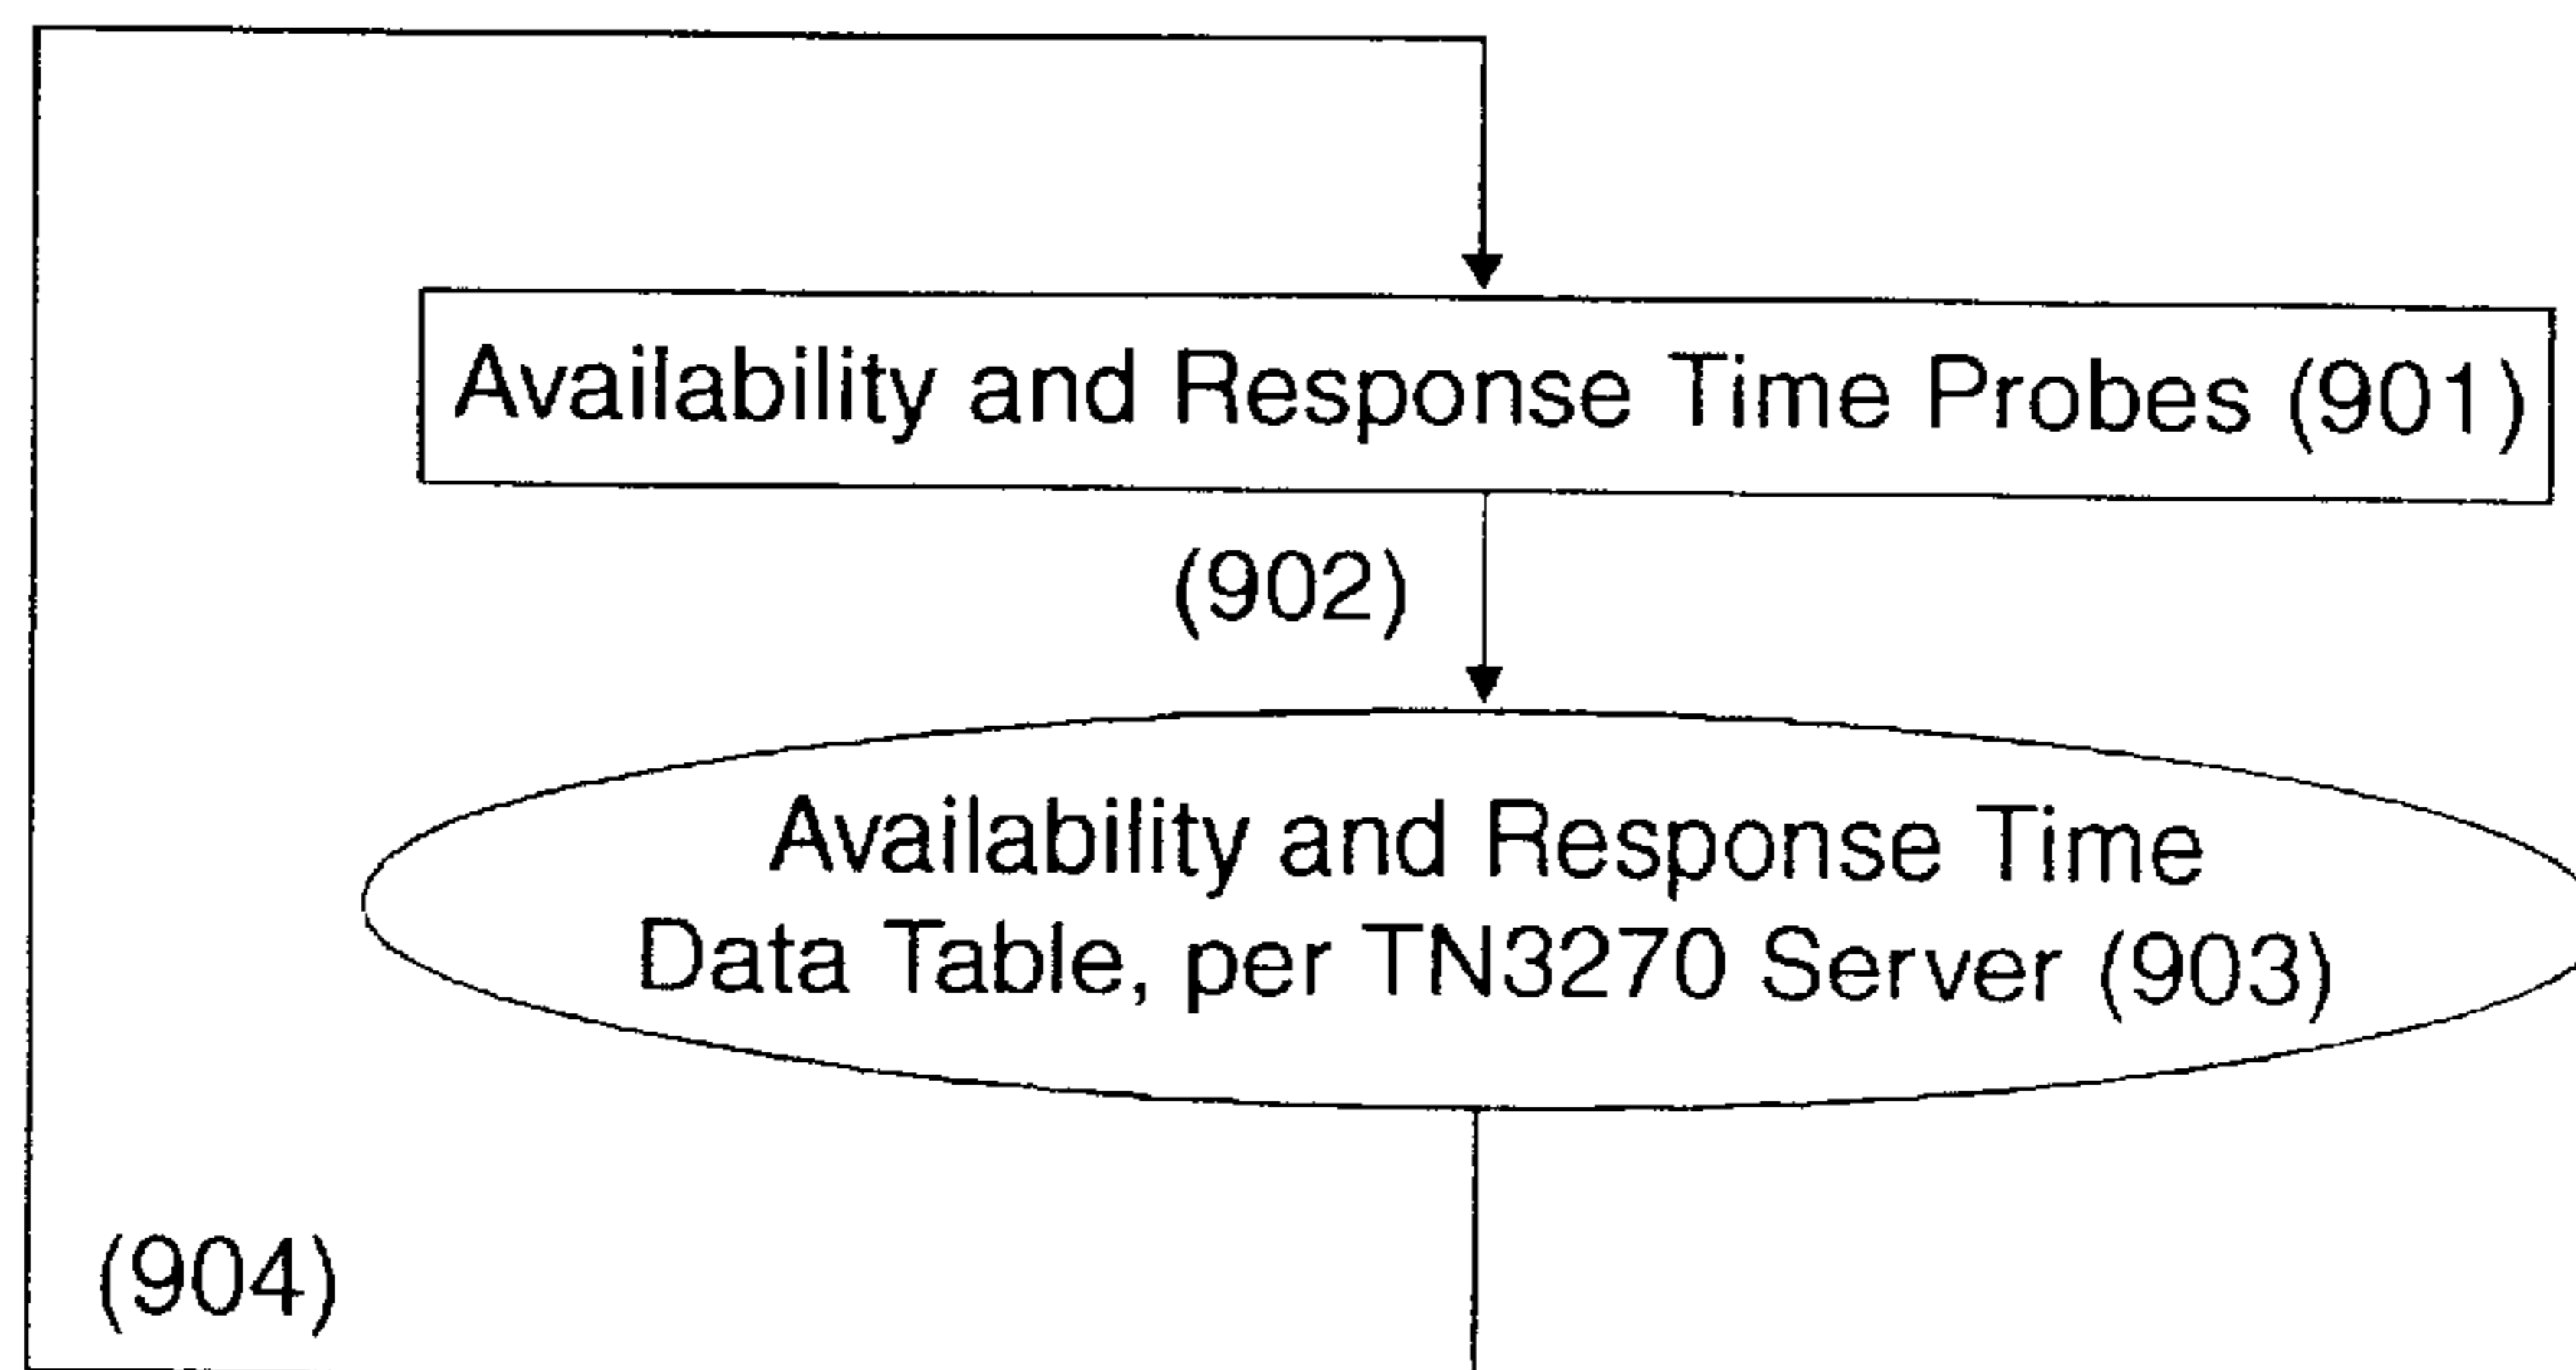 Availability and Response Time Probes (901)
(902)
Availability and Response Time
Data Table, per TN3270 Server (903)
(904)